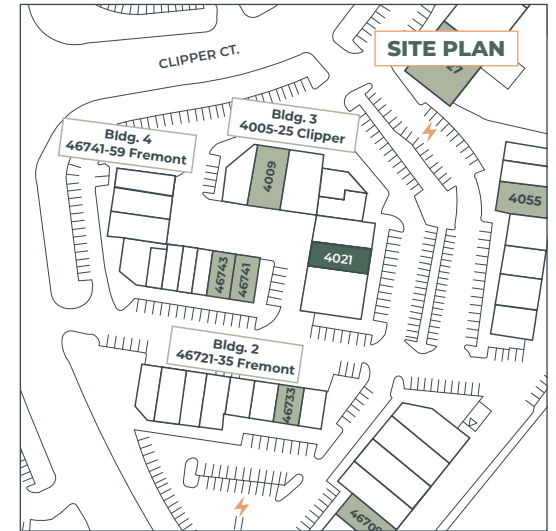 SITE PLAN
27
CLIPPER CT.
Bldg. 3
4005-25 Clipper
Bldg. 4
46741-59 Fremont
4009
4055
4021
46743
46741
Bldg. 2
46721-35 Fremont
46733